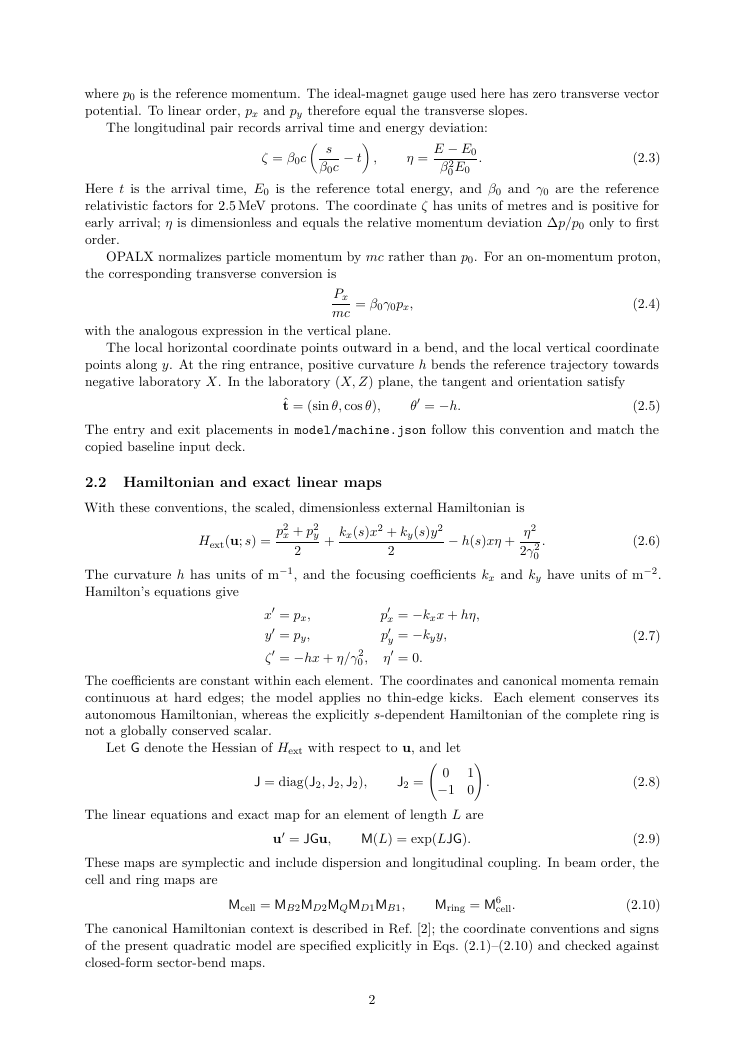 where p₀ is the reference momentum. The ideal-magnet gauge used here has zero transverse vector
potential. To linear order, pₓ and p_y therefore equal the transverse slopes.
The longitudinal pair records arrival time and energy deviation:
ζ = β₀c ( s/(β₀c) − t ), η = (E − E₀)/(β₀²E₀). (2.3)
Here t is the arrival time, E₀ is the reference total energy, and β₀ and γ₀ are the reference
relativistic factors for 2.5 MeV protons. The coordinate ζ has units of metres and is positive for
early arrival; η is dimensionless and equals the relative momentum deviation Δp/p₀ only to first
order.
OPALX normalizes particle momentum by mc rather than p₀. For an on-momentum proton,
the corresponding transverse conversion is
Pₓ/(mc) = β₀γ₀pₓ, (2.4)
with the analogous expression in the vertical plane.
The local horizontal coordinate points outward in a bend, and the local vertical coordinate
points along y. At the ring entrance, positive curvature h bends the reference trajectory towards
negative laboratory X. In the laboratory (X, Z) plane, the tangent and orientation satisfy
t̂ = (sin θ, cos θ), θ′ = −h. (2.5)
The entry and exit placements in model/machine.json follow this convention and match the
copied baseline input deck.
2.2 Hamiltonian and exact linear maps
With these conventions, the scaled, dimensionless external Hamiltonian is
H_ext(u; s) = (pₓ² + p_y²)/2 + (kₓ(s)x² + k_y(s)y²)/2 − h(s)xη + η²/(2γ₀²). (2.6)
The curvature h has units of m⁻¹, and the focusing coefficients kₓ and k_y have units of m⁻².
Hamilton's equations give
x′ = pₓ, p′ₓ = −kₓx + hη,
y′ = p_y, p′_y = −k_y y, (2.7)
ζ′ = −hx + η/γ₀², η′ = 0.
The coefficients are constant within each element. The coordinates and canonical momenta remain
continuous at hard edges; the model applies no thin-edge kicks. Each element conserves its
autonomous Hamiltonian, whereas the explicitly s-dependent Hamiltonian of the complete ring is
not a globally conserved scalar.
Let G denote the Hessian of H_ext with respect to u, and let
J = diag(J₂, J₂, J₂), J₂ = ( 0 1 ; −1 0 ). (2.8)
The linear equations and exact map for an element of length L are
u′ = JGu, M(L) = exp(LJG). (2.9)
These maps are symplectic and include dispersion and longitudinal coupling. In beam order, the
cell and ring maps are
M_cell = M_B2 M_D2 M_Q M_D1 M_B1, M_ring = M⁶_cell. (2.10)
The canonical Hamiltonian context is described in Ref. [2]; the coordinate conventions and signs
of the present quadratic model are specified explicitly in Eqs. (2.1)–(2.10) and checked against
closed-form sector-bend maps.
2